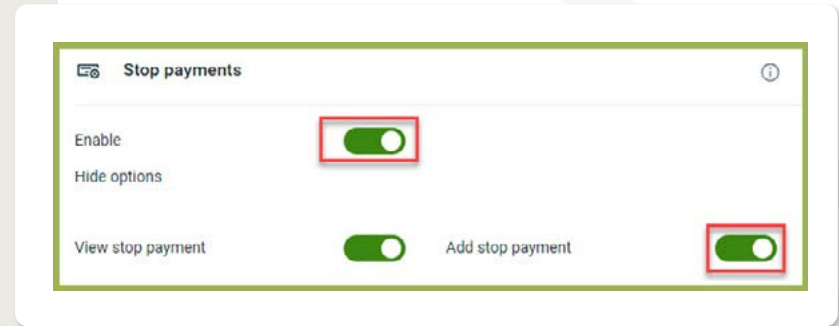 Stop payments
Enable
Hide options
View stop payment Add stop payment